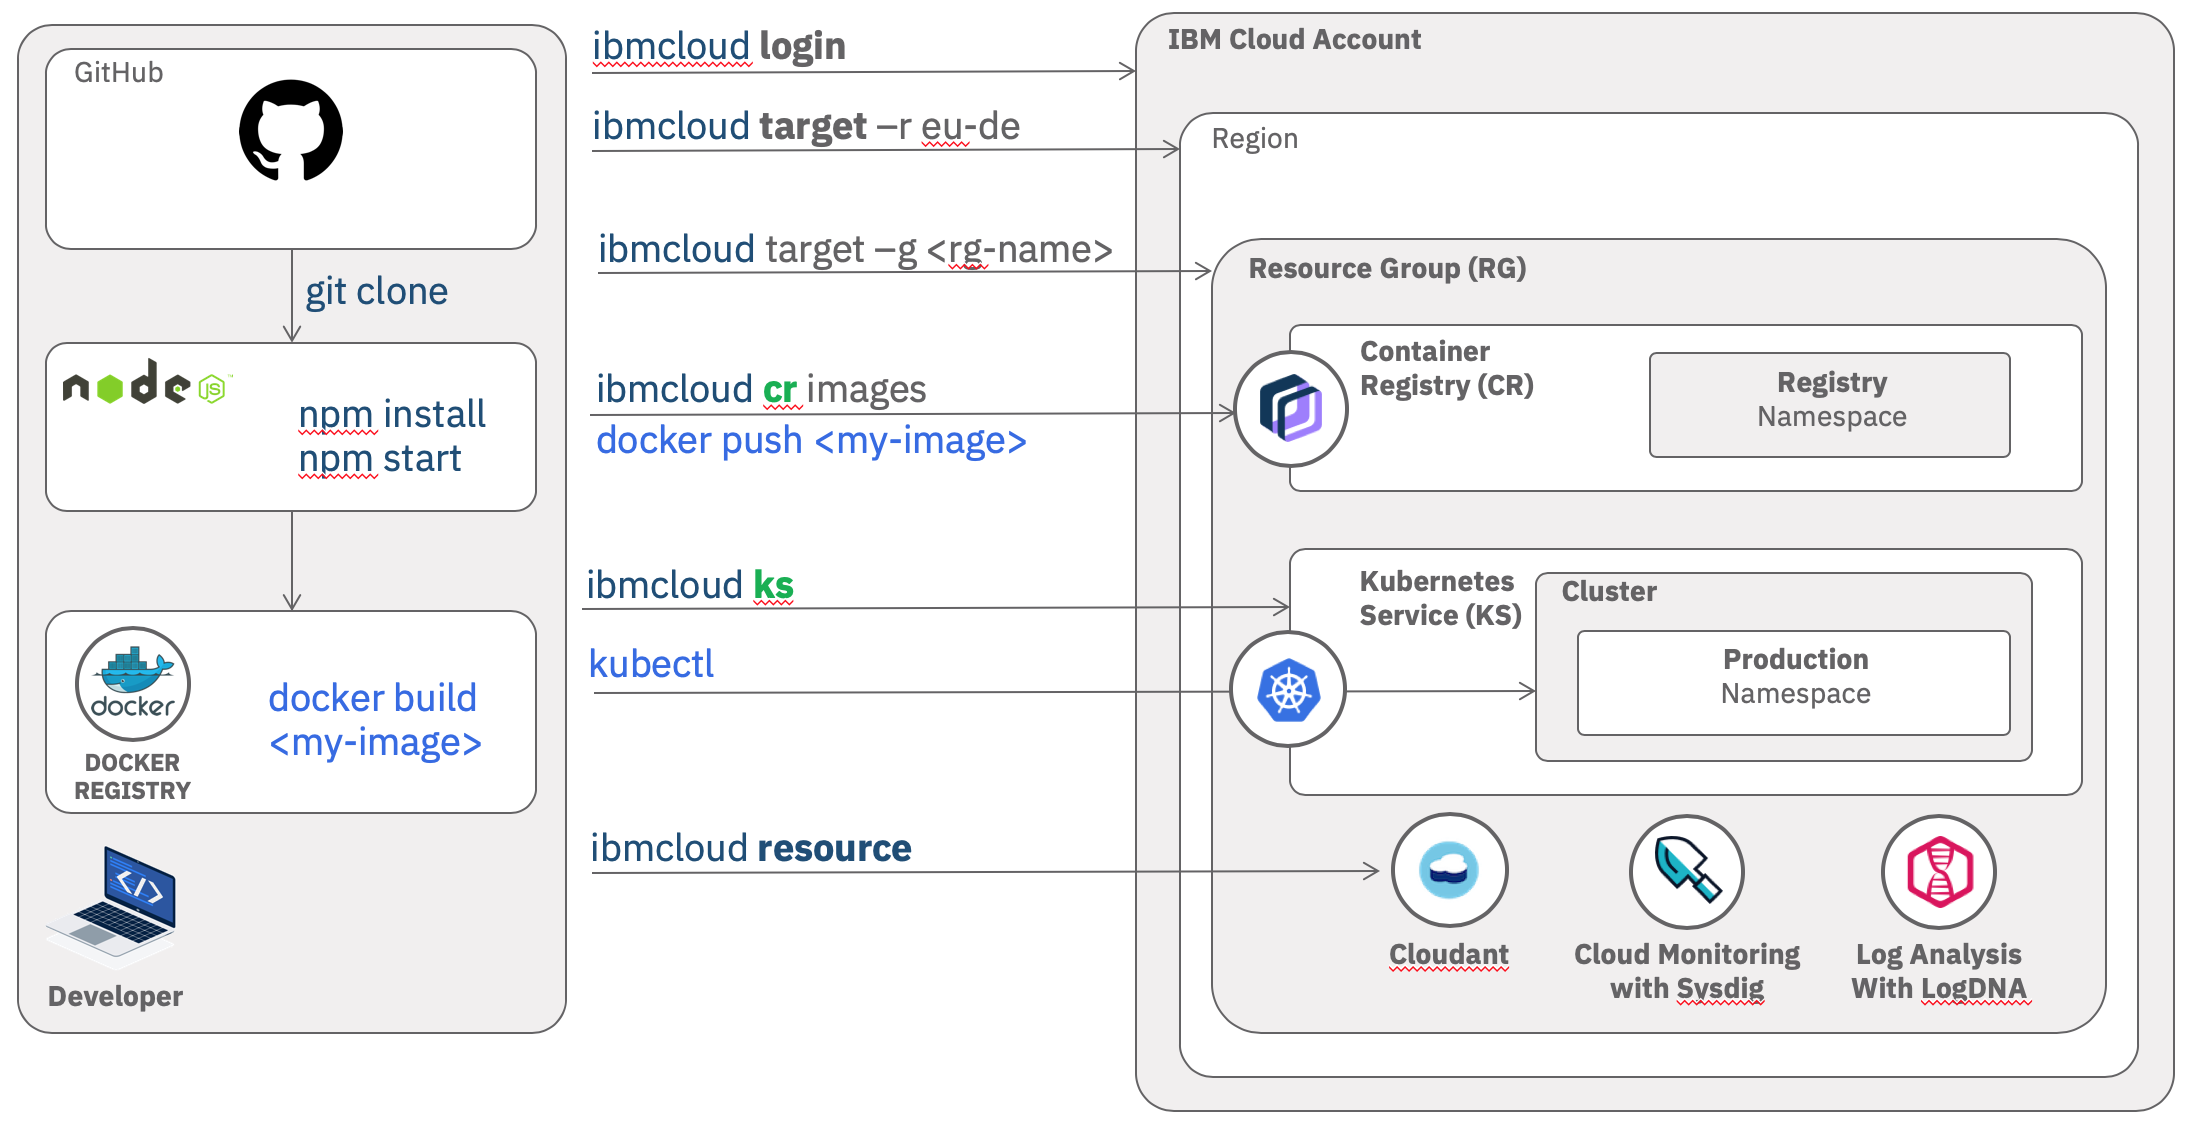 GitHub
git clone
node
JS
™
npm install
npm start
docker
DOCKER
REGISTRY
docker build
<my-image>
</>
Developer
ibmcloud login
ibmcloud target –r eu-de
ibmcloud target –g <rg-name>
ibmcloud cr images
docker push <my-image>
ibmcloud ks
kubectl
ibmcloud resource
IBM Cloud Account
Region
Resource Group (RG)
Container
Registry (CR)
Registry
Namespace
Kubernetes
Service (KS)
Cluster
Production
Namespace
Cloudant
Cloud Monitoring
with Sysdig
Log Analysis
With LogDNA